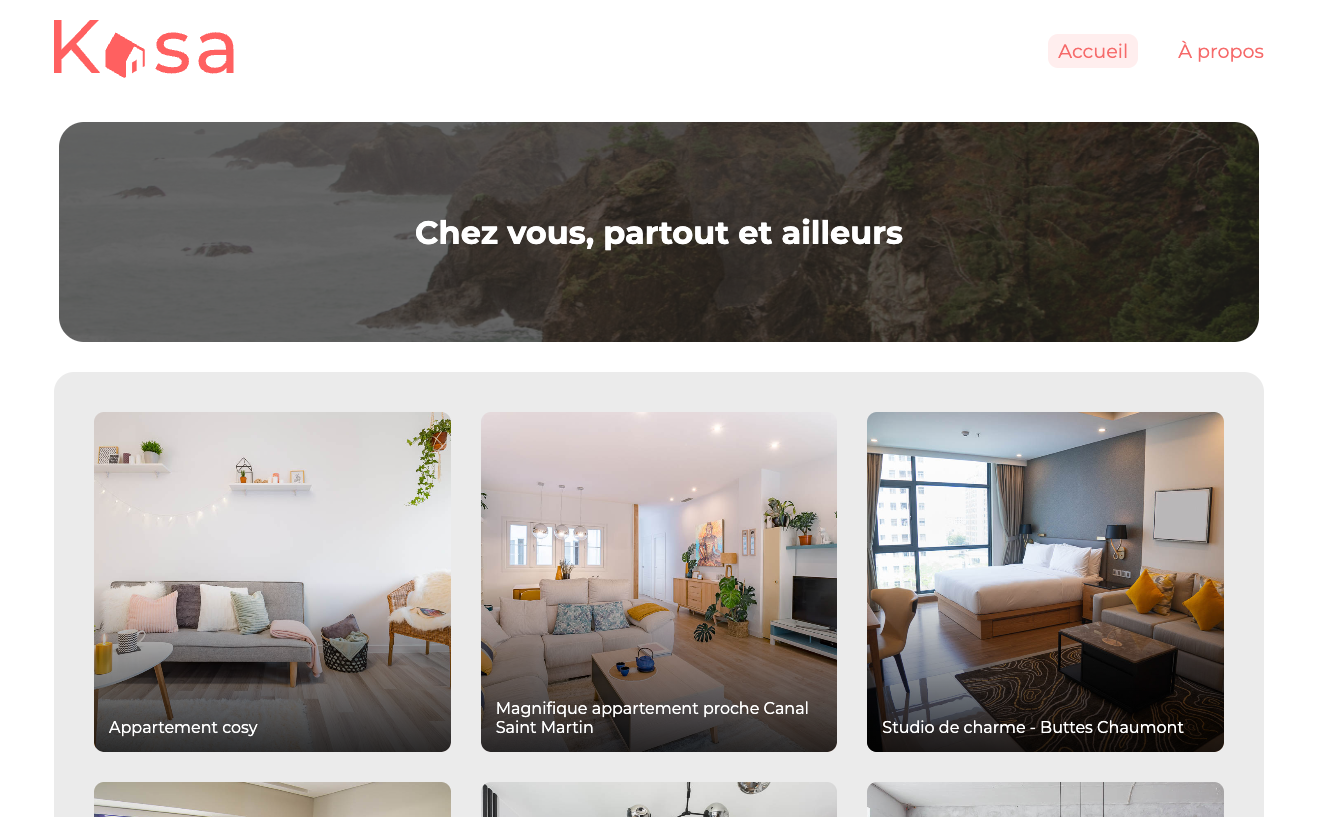 Kasa
Accueil
À propos
Chez vous, partout et ailleurs
Appartement cosy
Magnifique appartement proche Canal
Saint Martin
Studio de charme - Buttes Chaumont